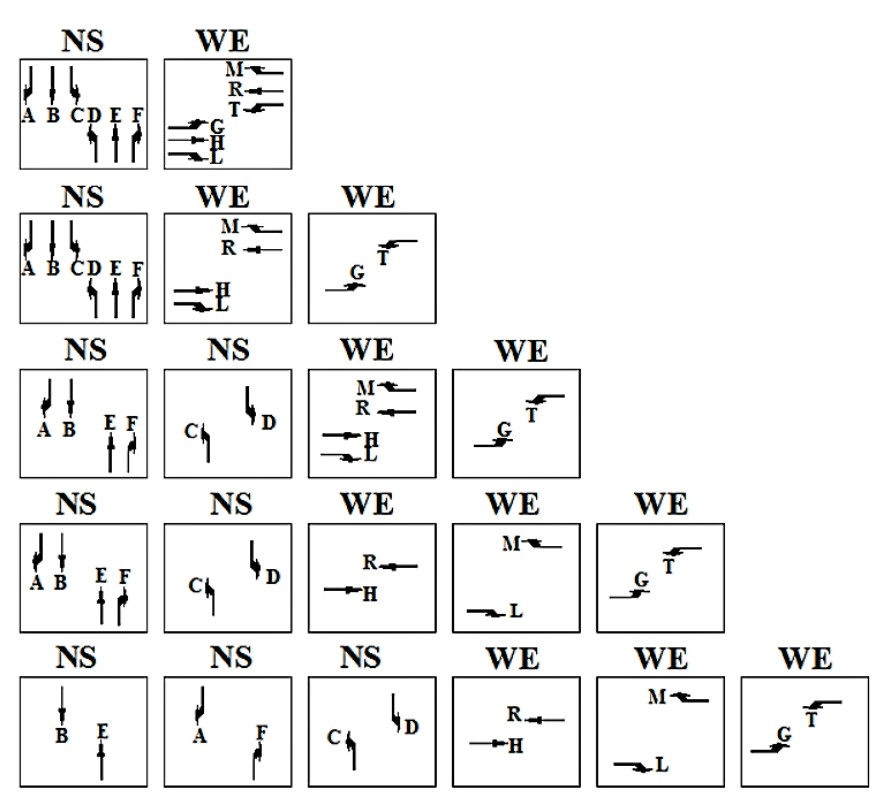 NS WE
M
R
A B C D E F T
G
H
L
NS WE WE
M
R
A B C D E F T
G
H
L
NS NS WE WE
M
R T
A B E F C D H G
L
NS NS WE WE WE
M
R T
A B E F C D H L G
NS NS NS WE WE WE
M
R T
B E A F C D H L G